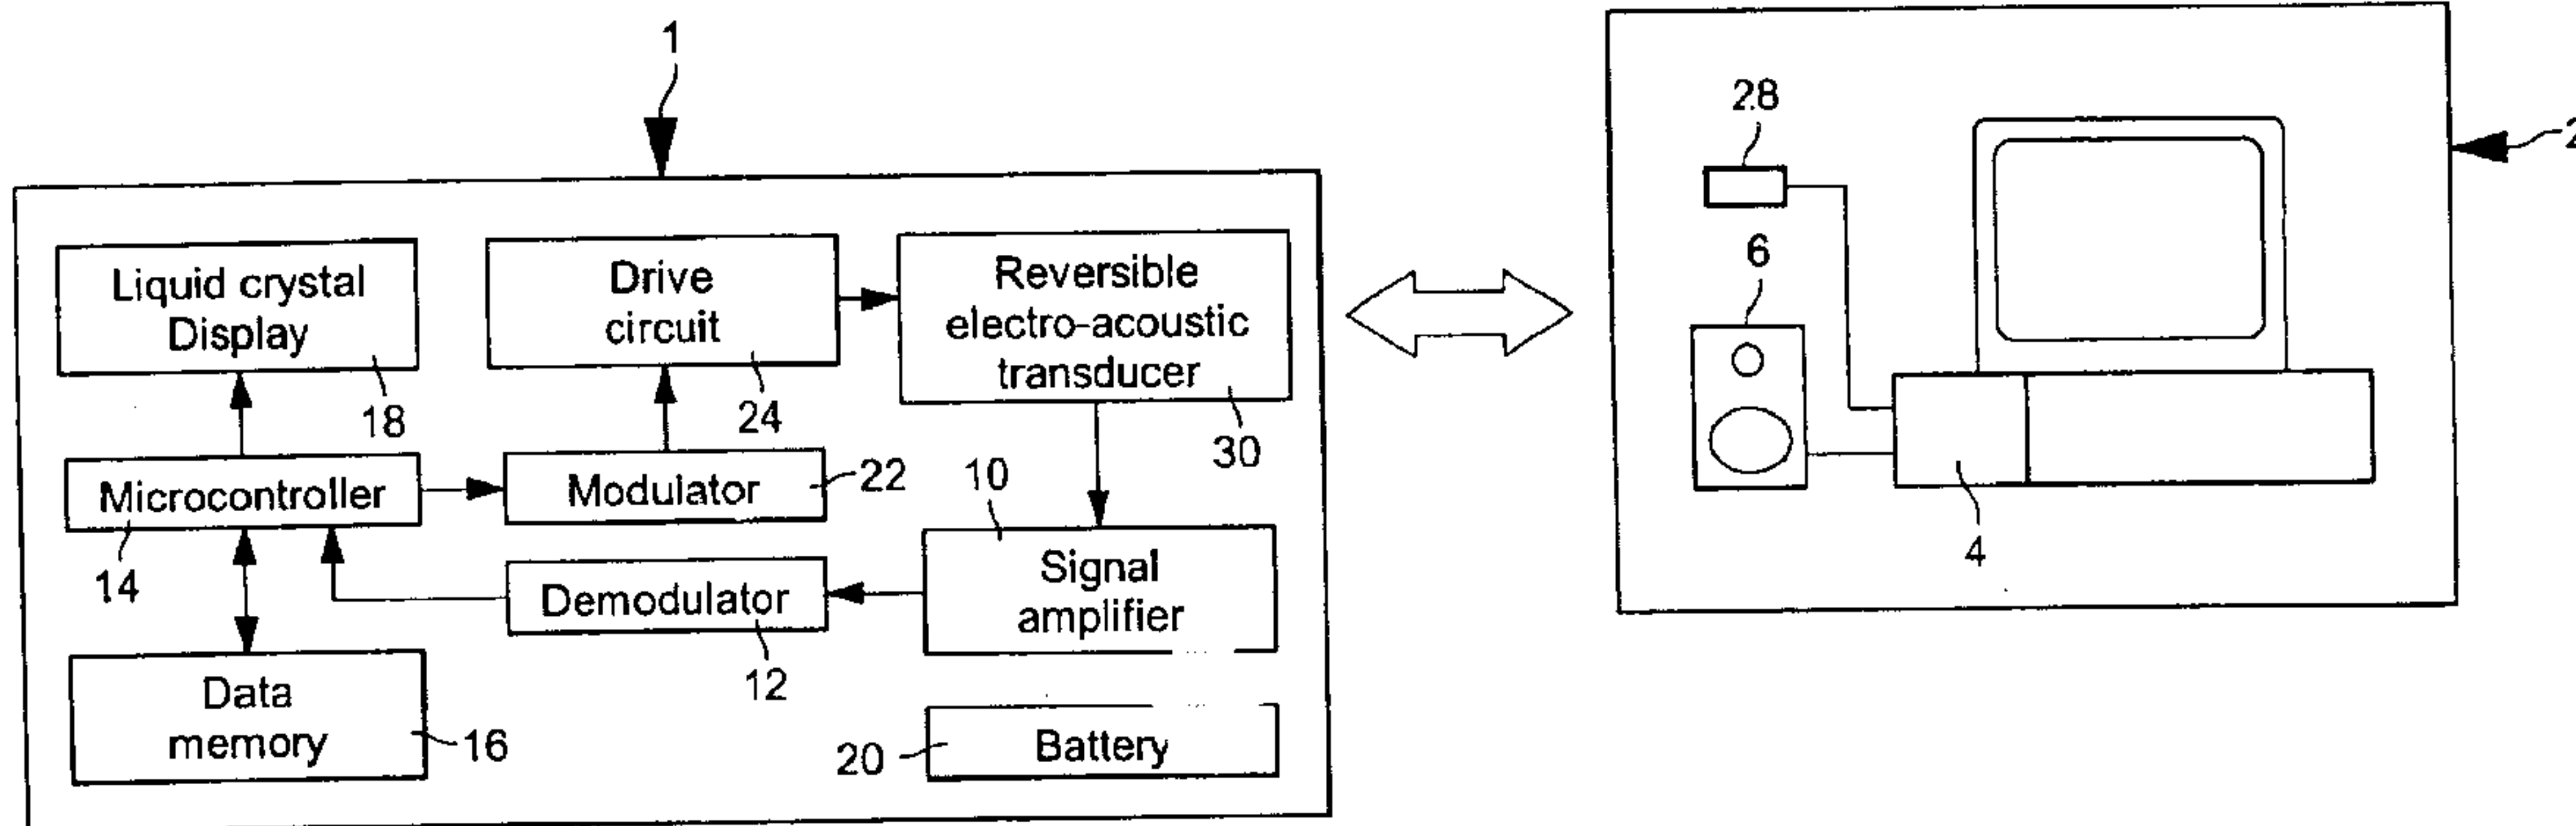 1
28
2
6
Liquid crystal
Display
18
Drive
circuit
24
Reversible
electro-acoustic
transducer
30
Microcontroller
14
Modulator
22
10
Signal
amplifier
4
Demodulator
12
Data
memory
16
20
Battery